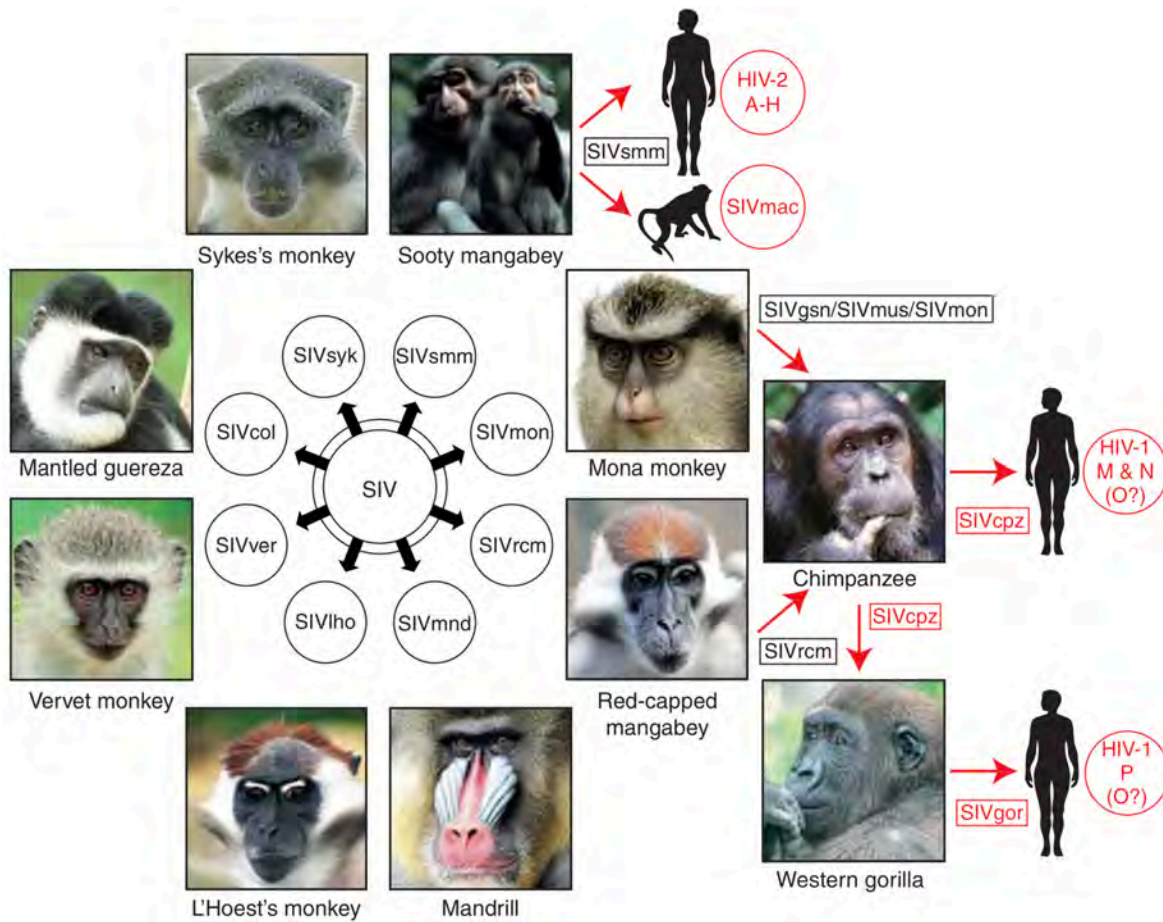 HIV-2
A-H
SIVsmm
SIVmac
Sykes's monkey
Sooty mangabey
SIVgsn/SIVmus/SIVmon
SIVsyk
SIVsmm
SIVcol
SIVmon
SIV
Mantled guereza
Mona monkey
HIV-1
M & N
(O?)
SIVcpz
SIVver
SIVrcm
Chimpanzee
SIVlho
SIVmnd
SIVcpz
SIVrcm
Vervet monkey
Red-capped
mangabey
HIV-1
P
(O?)
SIVgor
L'Hoest's monkey
Mandrill
Western gorilla